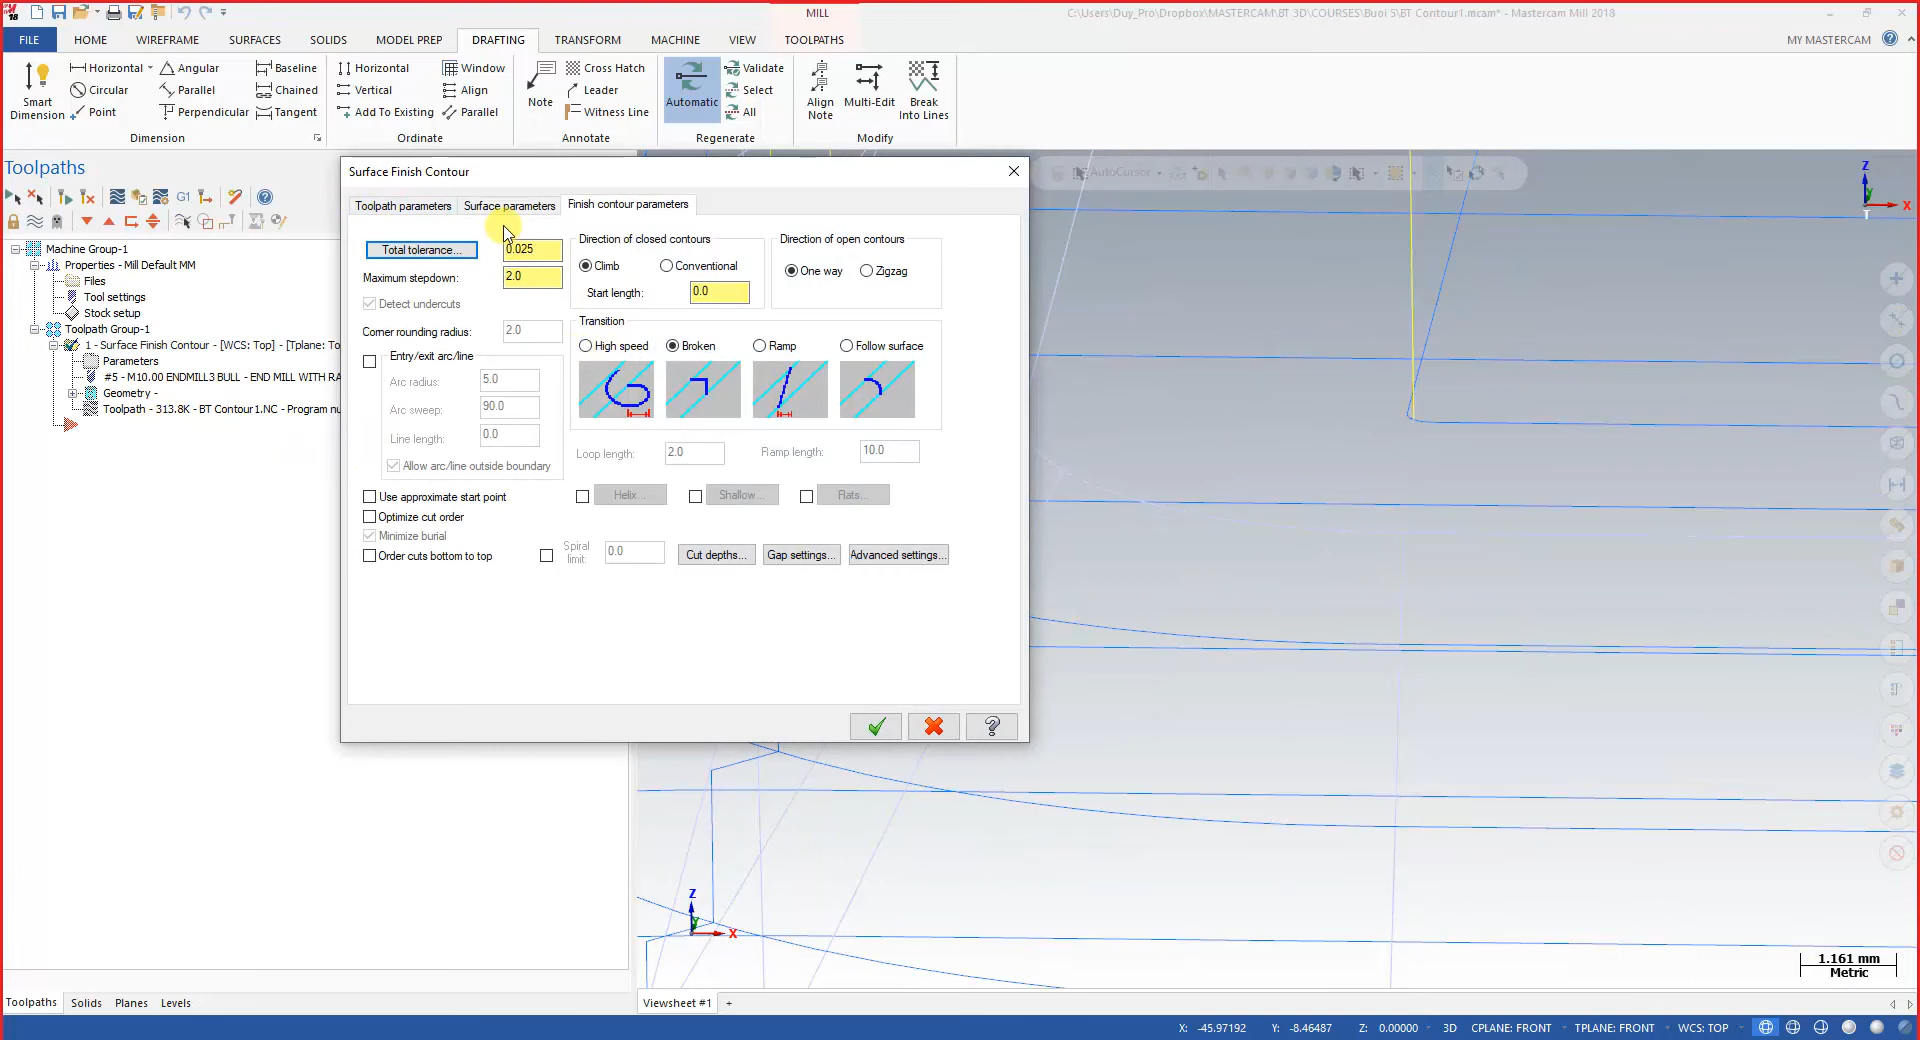 MILL
C:\Users\Duy_Pro\Dropbox\MASTERCAM\BT 3D\COURSES\Buoi 5\BT Contour1.mcam* - Mastercam Mill 2018
FILE HOME WIREFRAME SURFACES SOLIDS MODEL PREP DRAFTING TRANSFORM MACHINE VIEW TOOLPATHS MY MASTERCAM
Smart Dimension
Horizontal Angular Baseline
Circular Parallel Chained
Point Perpendicular Tangent
Dimension
Horizontal Window
Vertical Align
Add To Existing Parallel
Ordinate
Note
Cross Hatch
Leader
Witness Line
Annotate
Automatic
Validate
Select
All
Regenerate
Align Note
Multi-Edit
Break Into Lines
Modify
Toolpaths
G1
Machine Group-1
Properties - Mill Default MM
Files
Tool settings
Stock setup
Toolpath Group-1
1 - Surface Finish Contour - [WCS: Top] - [Tplane: To
Parameters
#5 - M10.00 ENDMILL3 BULL - END MILL WITH RA
Geometry -
Toolpath - 313.8K - BT Contour1.NC - Program nu
Surface Finish Contour
Toolpath parameters Surface parameters Finish contour parameters
Total tolerance... 0.025
Maximum stepdown: 2.0
Detect undercuts
Corner rounding radius: 2.0
Entry/exit arc/line
Arc radius: 5.0
Arc sweep: 90.0
Line length: 0.0
Allow arc/line outside boundary
Use approximate start point
Optimize cut order
Minimize burial
Order cuts bottom to top
Direction of closed contours
Climb Conventional
Start length: 0.0
Direction of open contours
One way Zigzag
Transition
High speed Broken Ramp Follow surface
Loop length: 2.0 Ramp length: 10.0
Helix... Shallow... Flats...
Spiral limit: 0.0 Cut depths... Gap settings... Advanced settings...
AutoCursor
Z
Y
X
T
Z
Y
X
1.161 mm
Metric
Toolpaths Solids Planes Levels
Viewsheet #1 +
X: -45.97192 Y: -8.46487 Z: 0.00000 3D CPLANE: FRONT TPLANE: FRONT WCS: TOP